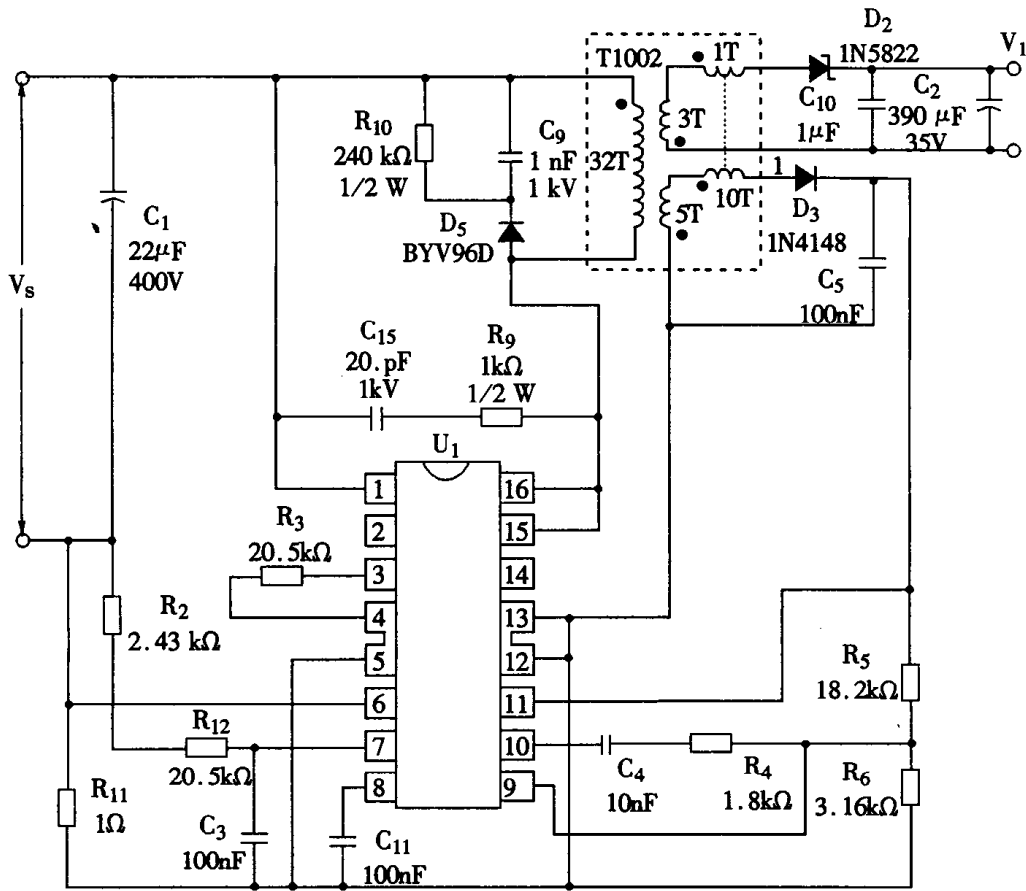 T1002
1T
D₂
1N5822
V₁
R₁₀
240 kΩ
1/2 W
C₉
1 nF
1 kV
32T
3T
C₁₀
1μF
C₂
390 μF
35V
1
10T
5T
D₃
1N4148
D₅
BYV96D
C₁
22μF
400V
Vₛ
C₅
100nF
C₁₅
20.pF
1kV
R₉
1kΩ
1/2 W
U₁
1
16
2
15
R₃
20.5kΩ
3
14
4
13
5
12
6
11
7
10
8
9
R₂
2.43 kΩ
R₅
18.2kΩ
R₁₂
20.5kΩ
R₁₁
1Ω
C₃
100nF
C₁₁
100nF
C₄
10nF
R₄
1.8kΩ
R₆
3.16kΩ